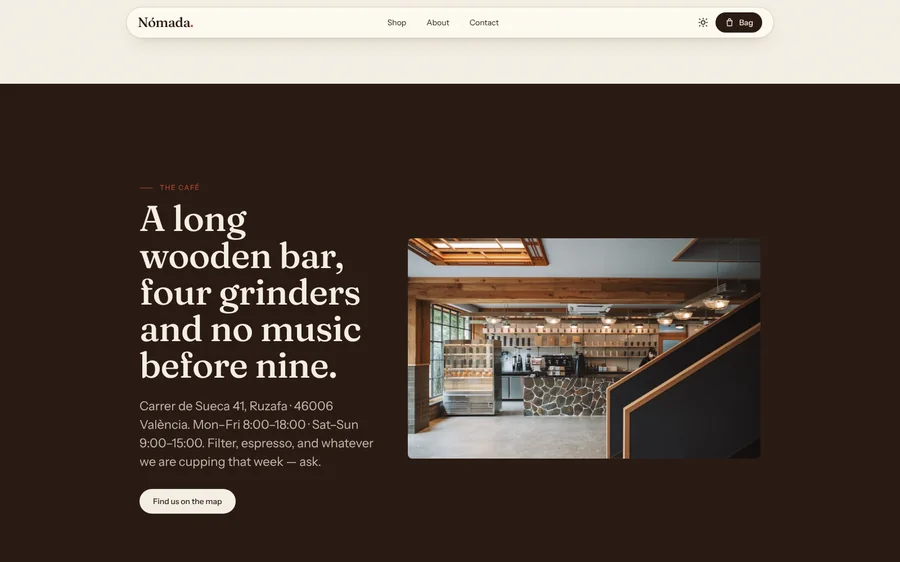 Nómada.
Shop About Contact
Bag
THE CAFÉ
A long
wooden bar,
four grinders
and no music
before nine.
Carrer de Sueca 41, Ruzafa · 46006
València. Mon–Fri 8:00–18:00 · Sat–Sun
9:00–15:00. Filter, espresso, and whatever
we are cupping that week — ask.
Find us on the map